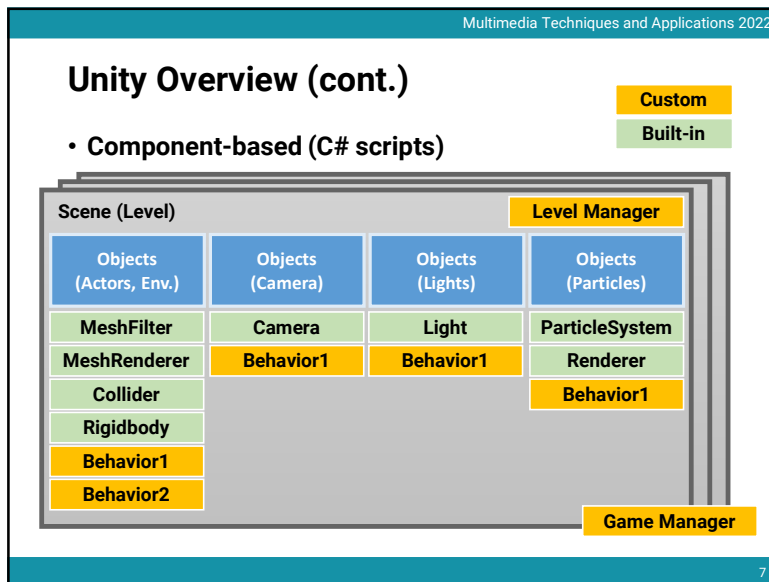 Multimedia Techniques and Applications 2022
Unity Overview (cont.)
Custom
Built-in
• Component-based (C# scripts)
Scene (Level)
Level Manager
Objects
(Actors, Env.)
Objects
(Camera)
Objects
(Lights)
Objects
(Particles)
MeshFilter
Camera
Light
ParticleSystem
MeshRenderer
Behavior1
Behavior1
Renderer
Collider
Behavior1
Rigidbody
Behavior1
Behavior2
Game Manager
7